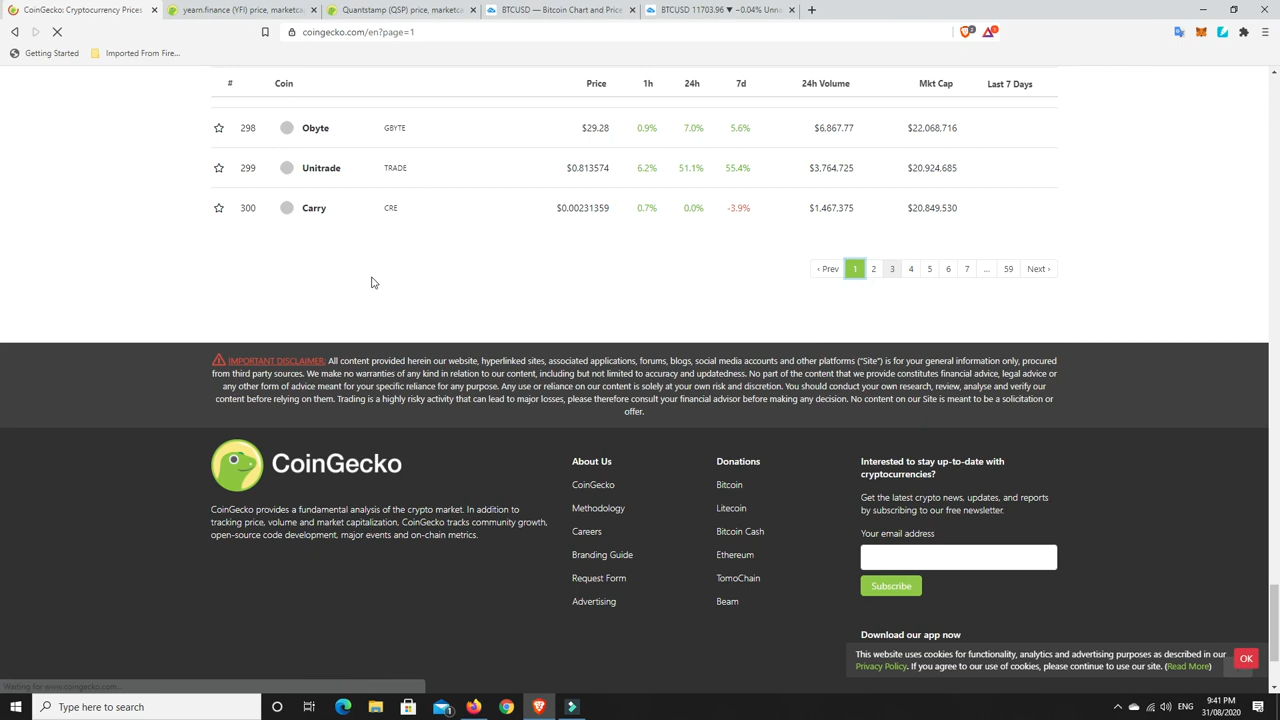 CoinGecko: Cryptocurrency Prices
yearn.finance (YFI) price, marketca
Quantstamp (QSP) price, marketca
BTCUSD — Bitcoin Chart and Price
BTCUSD 11703.96 ▼ −0.04% Unna
coingecko.com/en?page=1
Getting Started
Imported From Fire...
# Coin Price 1h 24h 7d 24h Volume Mkt Cap Last 7 Days
298 Obyte GBYTE $29.28 0.9% 7.0% 5.6% $6,867.77 $22,068,716
299 Unitrade TRADE $0.813574 6.2% 51.1% 55.4% $3,764,725 $20,924,685
300 Carry CRE $0.00231359 0.7% 0.0% -3.9% $1,467,375 $20,849,530
‹ Prev 1 2 3 4 5 6 7 ... 59 Next ›
IMPORTANT DISCLAIMER: All content provided herein our website, hyperlinked sites, associated applications, forums, blogs, social media accounts and other platforms ("Site") is for your general information only, procured
from third party sources. We make no warranties of any kind in relation to our content, including but not limited to accuracy and updatedness. No part of the content that we provide constitutes financial advice, legal advice or
any other form of advice meant for your specific reliance for any purpose. Any use or reliance on our content is solely at your own risk and discretion. You should conduct your own research, review, analyse and verify our
content before relying on them. Trading is a highly risky activity that can lead to major losses, please therefore consult your financial advisor before making any decision. No content on our Site is meant to be a solicitation or
offer.
CoinGecko
CoinGecko provides a fundamental analysis of the crypto market. In addition to
tracking price, volume and market capitalization, CoinGecko tracks community growth,
open-source code development, major events and on-chain metrics.
About Us
CoinGecko
Methodology
Careers
Branding Guide
Request Form
Advertising
Donations
Bitcoin
Litecoin
Bitcoin Cash
Ethereum
TomoChain
Beam
Interested to stay up-to-date with
cryptocurrencies?
Get the latest crypto news, updates, and reports
by subscribing to our free newsletter.
Your email address
Subscribe
Download our app now
This website uses cookies for functionality, analytics and advertising purposes as described in our
Privacy Policy. If you agree to our use of cookies, please continue to use our site. (Read More)
OK
Waiting for www.coingecko.com...
Type here to search
ENG
9:41 PM
31/08/2020